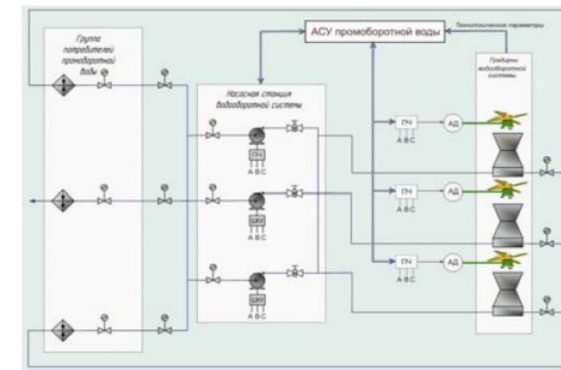 Группа
потребителей
промоборотной
воды
АСУ промоборотной воды
Технологические параметры
Градирни
водооборотной
системы
Насосная станция
водооборотной системы
ПЧ
А В С
ШКУ
А В С
ШКУ
А В С
ПЧ
АД
А В С
ПЧ
АД
А В С
ПЧ
АД
А В С